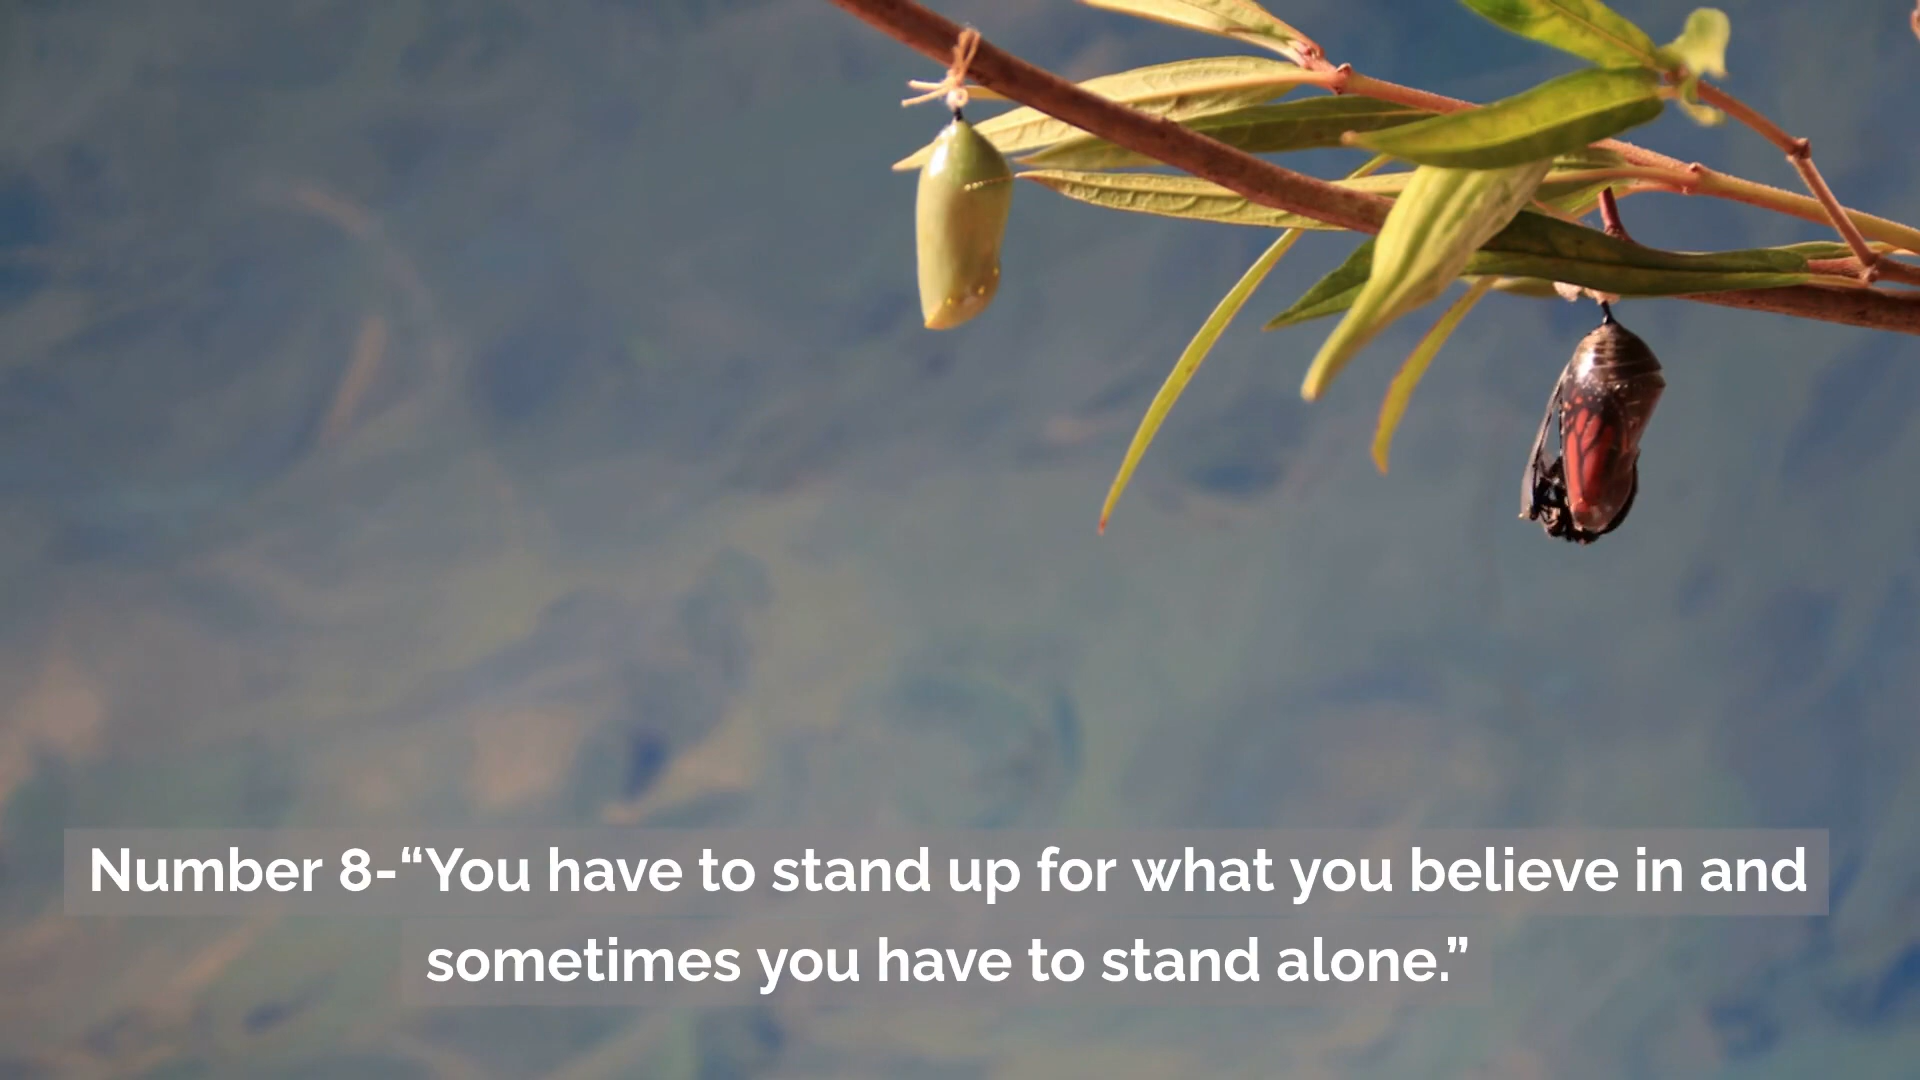 Number 8-“You have to stand up for what you believe in and
sometimes you have to stand alone.”